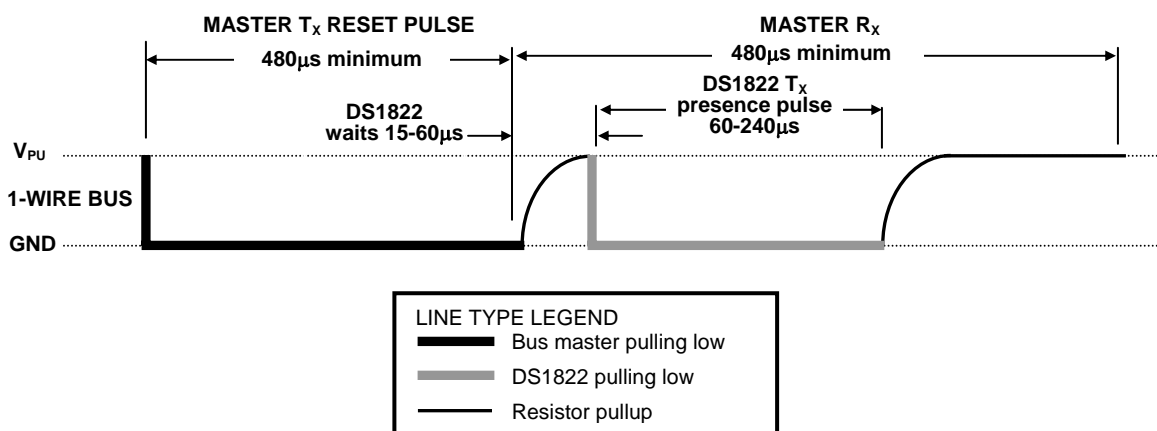 MASTER TX RESET PULSE
480μs minimum
MASTER RX
480μs minimum
DS1822
waits 15-60μs
DS1822 TX
presence pulse
60-240μs
VPU
1-WIRE BUS
GND
LINE TYPE LEGEND
Bus master pulling low
DS1822 pulling low
Resistor pullup